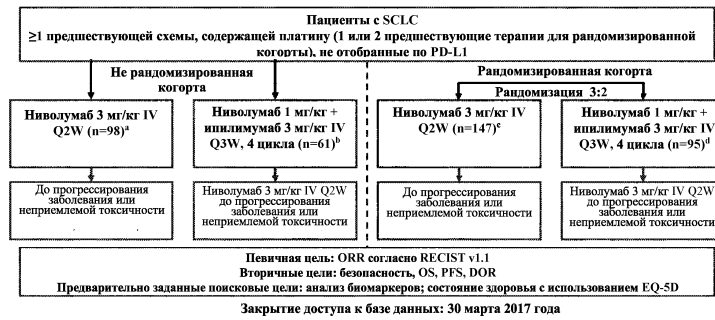 Пациенты с SCLC
≥1 предшествующей схемы, содержащей платину (1 или 2 предшествующие терапии для рандомизированной
когорты), не отобранные по PD-L1
Не рандомизированная
когорта
Рандомизированная когорта
Рандомизация 3:2
Ниволумаб 3 мг/кг IV
Q2W (n=98)a
Ниволумаб 1 мг/кг +
ипилимумаб 3 мг/кг IV
Q3W, 4 цикла (n=61)b
Ниволумаб 3 мг/кг IV
Q2W (n=147)c
Ниволумаб 1 мг/кг +
ипилимумаб 3 мг/кг IV
Q3W, 4 цикла (n=95)d
До прогрессирования
заболевания или
неприемлемой токсичности
Ниволумаб 3 мг/кг IV Q2W
до прогрессирования
заболевания или
неприемлемой токсичности
До прогрессирования
заболевания или
неприемлемой токсичности
Ниволумаб 3 мг/кг IV Q2W
до прогрессирования
заболевания или
неприемлемой токсичности
Певичная цель: ORR согласно RECIST v1.1
Вторичные цели: безопасность, OS, PFS, DOR
Предварительно заданные поисковые цели: анализ биомаркеров; состояние здоровья с использованием EQ-5D
Закрытие доступа к базе данных: 30 марта 2017 года